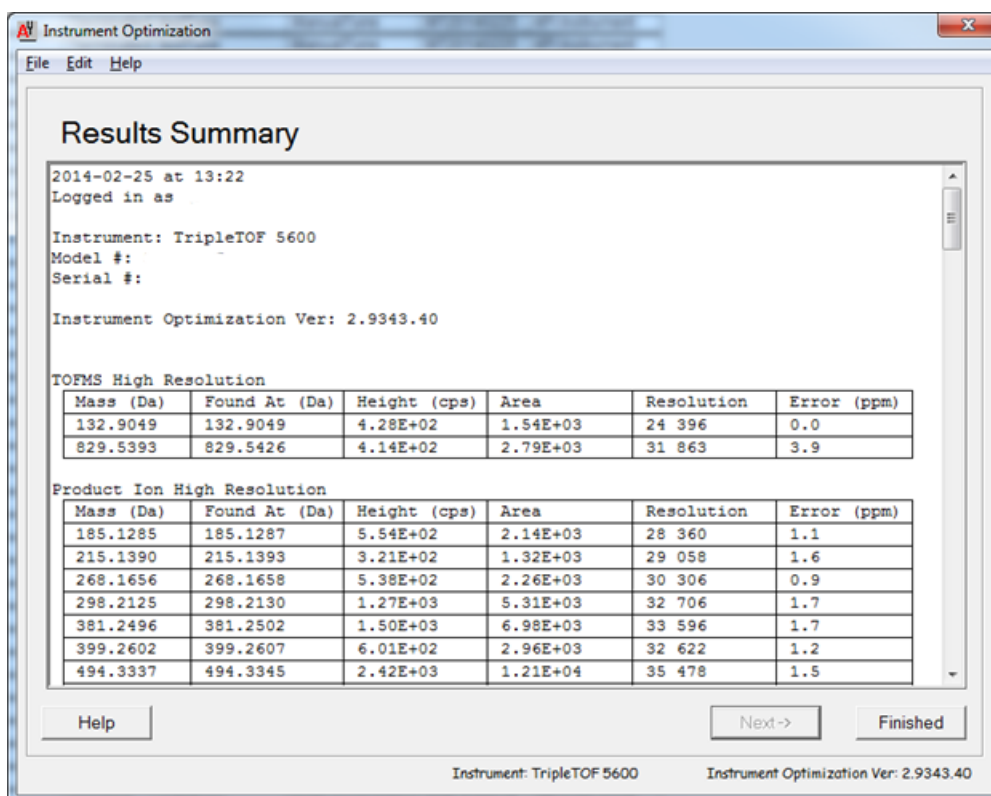 Instrument Optimization
File Edit Help
Results Summary
2014-02-25 at 13:22
Logged in as
Instrument: TripleTOF 5600
Model #:
Serial #:
Instrument Optimization Ver: 2.9343.40
TOFMS High Resolution
Mass (Da) Found At (Da) Height (cps) Area Resolution Error (ppm)
132.9049 132.9049 4.28E+02 1.54E+03 24 396 0.0
829.5393 829.5426 4.14E+02 2.79E+03 31 863 3.9
Product Ion High Resolution
Mass (Da) Found At (Da) Height (cps) Area Resolution Error (ppm)
185.1285 185.1287 5.54E+02 2.14E+03 28 360 1.1
215.1390 215.1393 3.21E+02 1.32E+03 29 058 1.6
268.1656 268.1658 5.38E+02 2.26E+03 30 306 0.9
298.2125 298.2130 1.27E+03 5.31E+03 32 706 1.7
381.2496 381.2502 1.50E+03 6.98E+03 33 596 1.7
399.2602 399.2607 6.01E+02 2.96E+03 32 622 1.2
494.3337 494.3345 2.42E+03 1.21E+04 35 478 1.5
Help Next-> Finished
Instrument: TripleTOF 5600 Instrument Optimization Ver: 2.9343.40